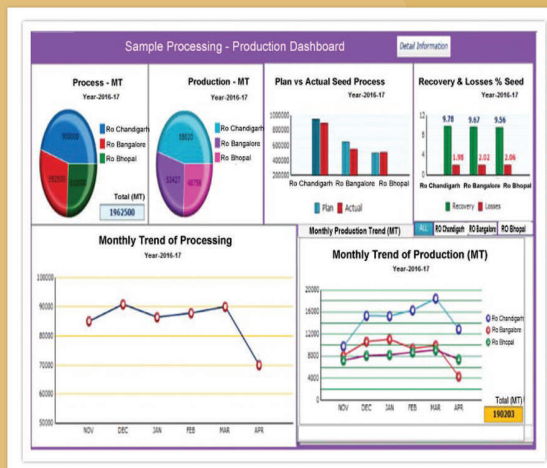 Sample Processing - Production Dashboard
Detail Information
Process - MT
Year-2016-17
Ro Chandigarh
Ro Bangalore
Ro Bhopal
Total (MT)
1962500
Production - MT
Year-2016-17
Ro Chandigarh
Ro Bangalore
Ro Bhopal
Plan vs Actual Seed Process
Year-2016-17
1000000
800000
600000
400000
200000
Ro Chandigarh Ro Bangalore Ro Bhopal
Plan Actual
Recovery & Losses % Seed
Year-2016-17
12
8
4
0
9.78 9.67 9.56
1.98 2.02 2.06
Ro Chandigarh Ro Bangalore Ro Bhopal
Recovery Losses
Monthly Trend of Processing
Year-2016-17
100000
90000
80000
70000
60000
50000
NOV DEC JAN FEB MAR APR
Monthly Production Trend (MT)
ALL RO Chandigarh RO Bangalore RO Bhopal
Monthly Trend of Production (MT)
Year-2016-17
20000
16000
12000
8000
4000
0
NOV DEC JAN FEB MAR APR
Ro Chandigarh
Ro Bangalore
Ro Bhopal
Total (MT)
190203